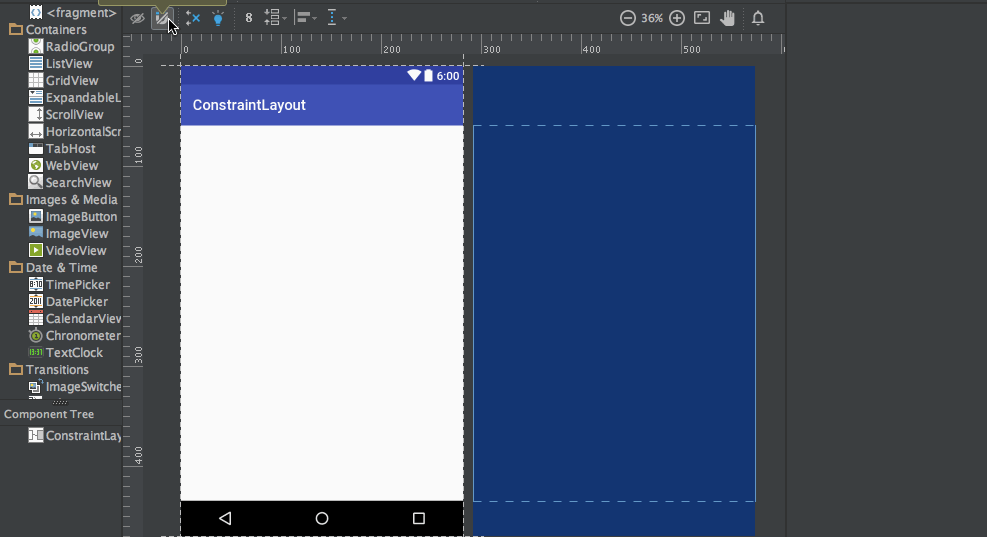 <fragment>
Containers
RadioGroup
ListView
GridView
ExpandableL
ScrollView
HorizontalScr
TabHost
WebView
SearchView
Images & Media
ImageButton
ImageView
VideoView
Date & Time
TimePicker
DatePicker
CalendarView
Chronometer
TextClock
Transitions
ImageSwitche
Component Tree
ConstraintLay
8
36%
0 100 200 300 400 500
0
100
200
300
400
6:00
ConstraintLayout